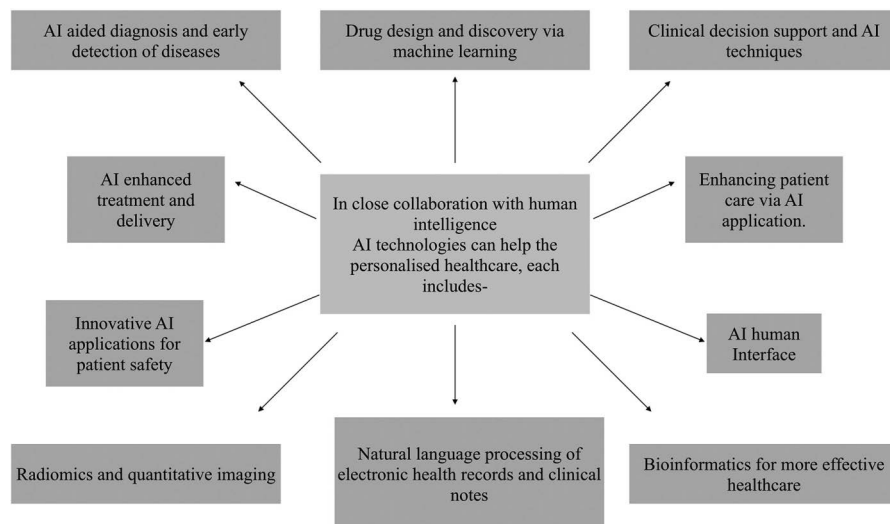 AI aided diagnosis and early
detection of diseases
Drug design and discovery via
machine learning
Clinical decision support and AI
techniques
AI enhanced
treatment and
delivery
In close collaboration with human
intelligence
AI technologies can help the
personalised healthcare, each
includes-
Enhancing patient
care via AI
application.
Innovative AI
applications for
patient safety
AI human
Interface
Radiomics and quantitative imaging
Natural language processing of
electronic health records and clinical
notes
Bioinformatics for more effective
healthcare